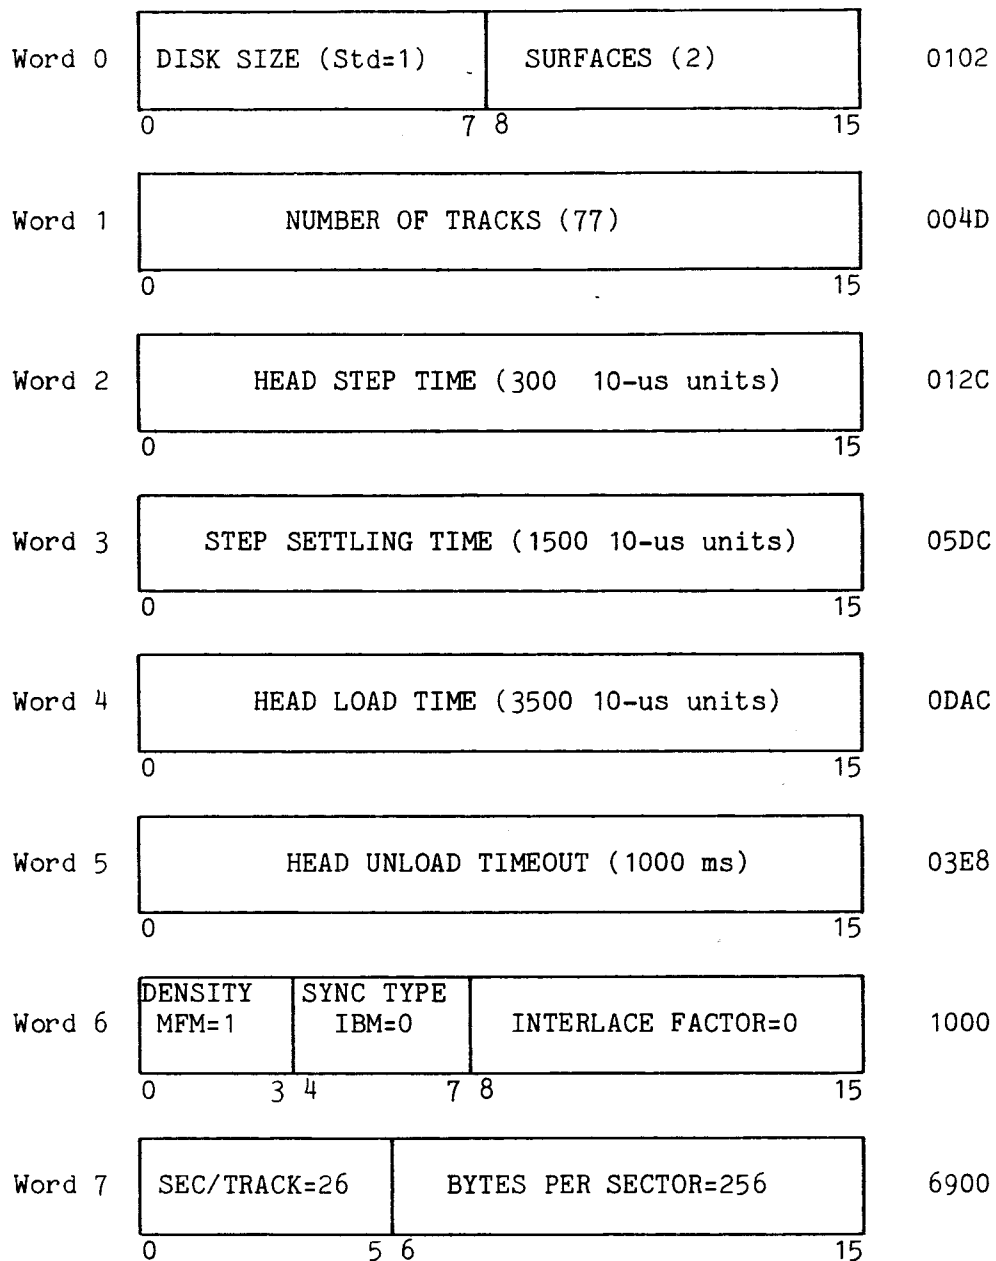 Word 0 DISK SIZE (Std=1) SURFACES (2) 0102
0 7 8 15
Word 1 NUMBER OF TRACKS (77) 004D
0 15
Word 2 HEAD STEP TIME (300 10-us units) 012C
0 15
Word 3 STEP SETTLING TIME (1500 10-us units) 05DC
0 15
Word 4 HEAD LOAD TIME (3500 10-us units) 0DAC
0 15
Word 5 HEAD UNLOAD TIMEOUT (1000 ms) 03E8
0 15
DENSITY SYNC TYPE
Word 6 MFM=1 IBM=0 INTERLACE FACTOR=0 1000
0 3 4 7 8 15
Word 7 SEC/TRACK=26 BYTES PER SECTOR=256 6900
0 5 6 15